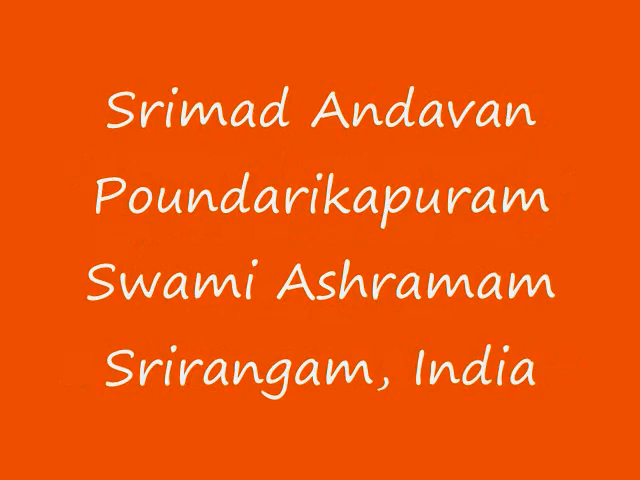 Srimad Andavan
Poundarikapuram
Swami Ashramam
Srirangam, India